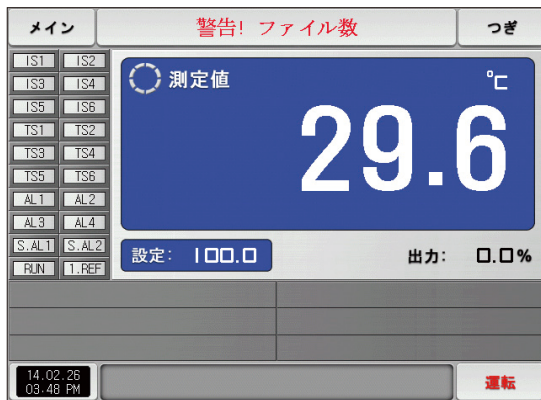 メイン 警告! ファイル数 つぎ
IS1 IS2
IS3 IS4
IS5 IS6
TS1 TS2
TS3 TS4
TS5 TS6
AL1 AL2
AL3 AL4
S.AL1 S.AL2
RUN 1.REF
測定値 ℃
29.6
設定: 100.0 出力: 0.0%
14.02.26
03.48 PM
運転